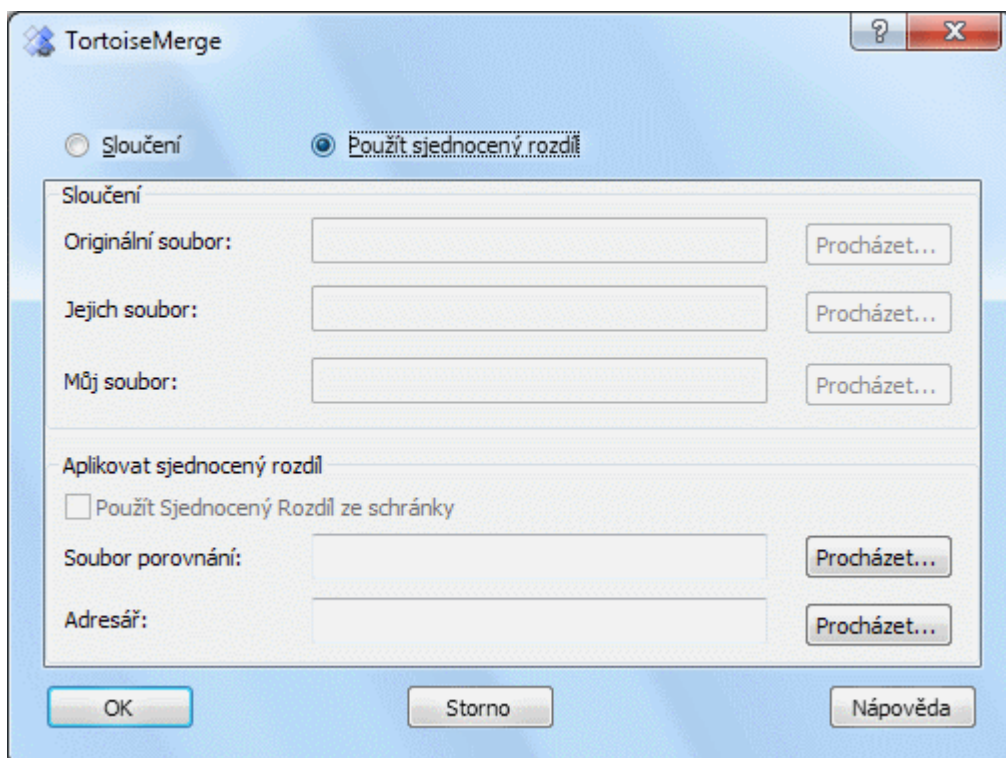 TortoiseMerge
Sloučení Použít sjednocený rozdíl
Sloučení
Originální soubor: Procházet...
Jejich soubor: Procházet...
Můj soubor: Procházet...
Aplikovat sjednocený rozdíl
Použít Sjednocený Rozdíl ze schránky
Soubor porovnání: Procházet...
Adresář: Procházet...
OK Storno Nápověda